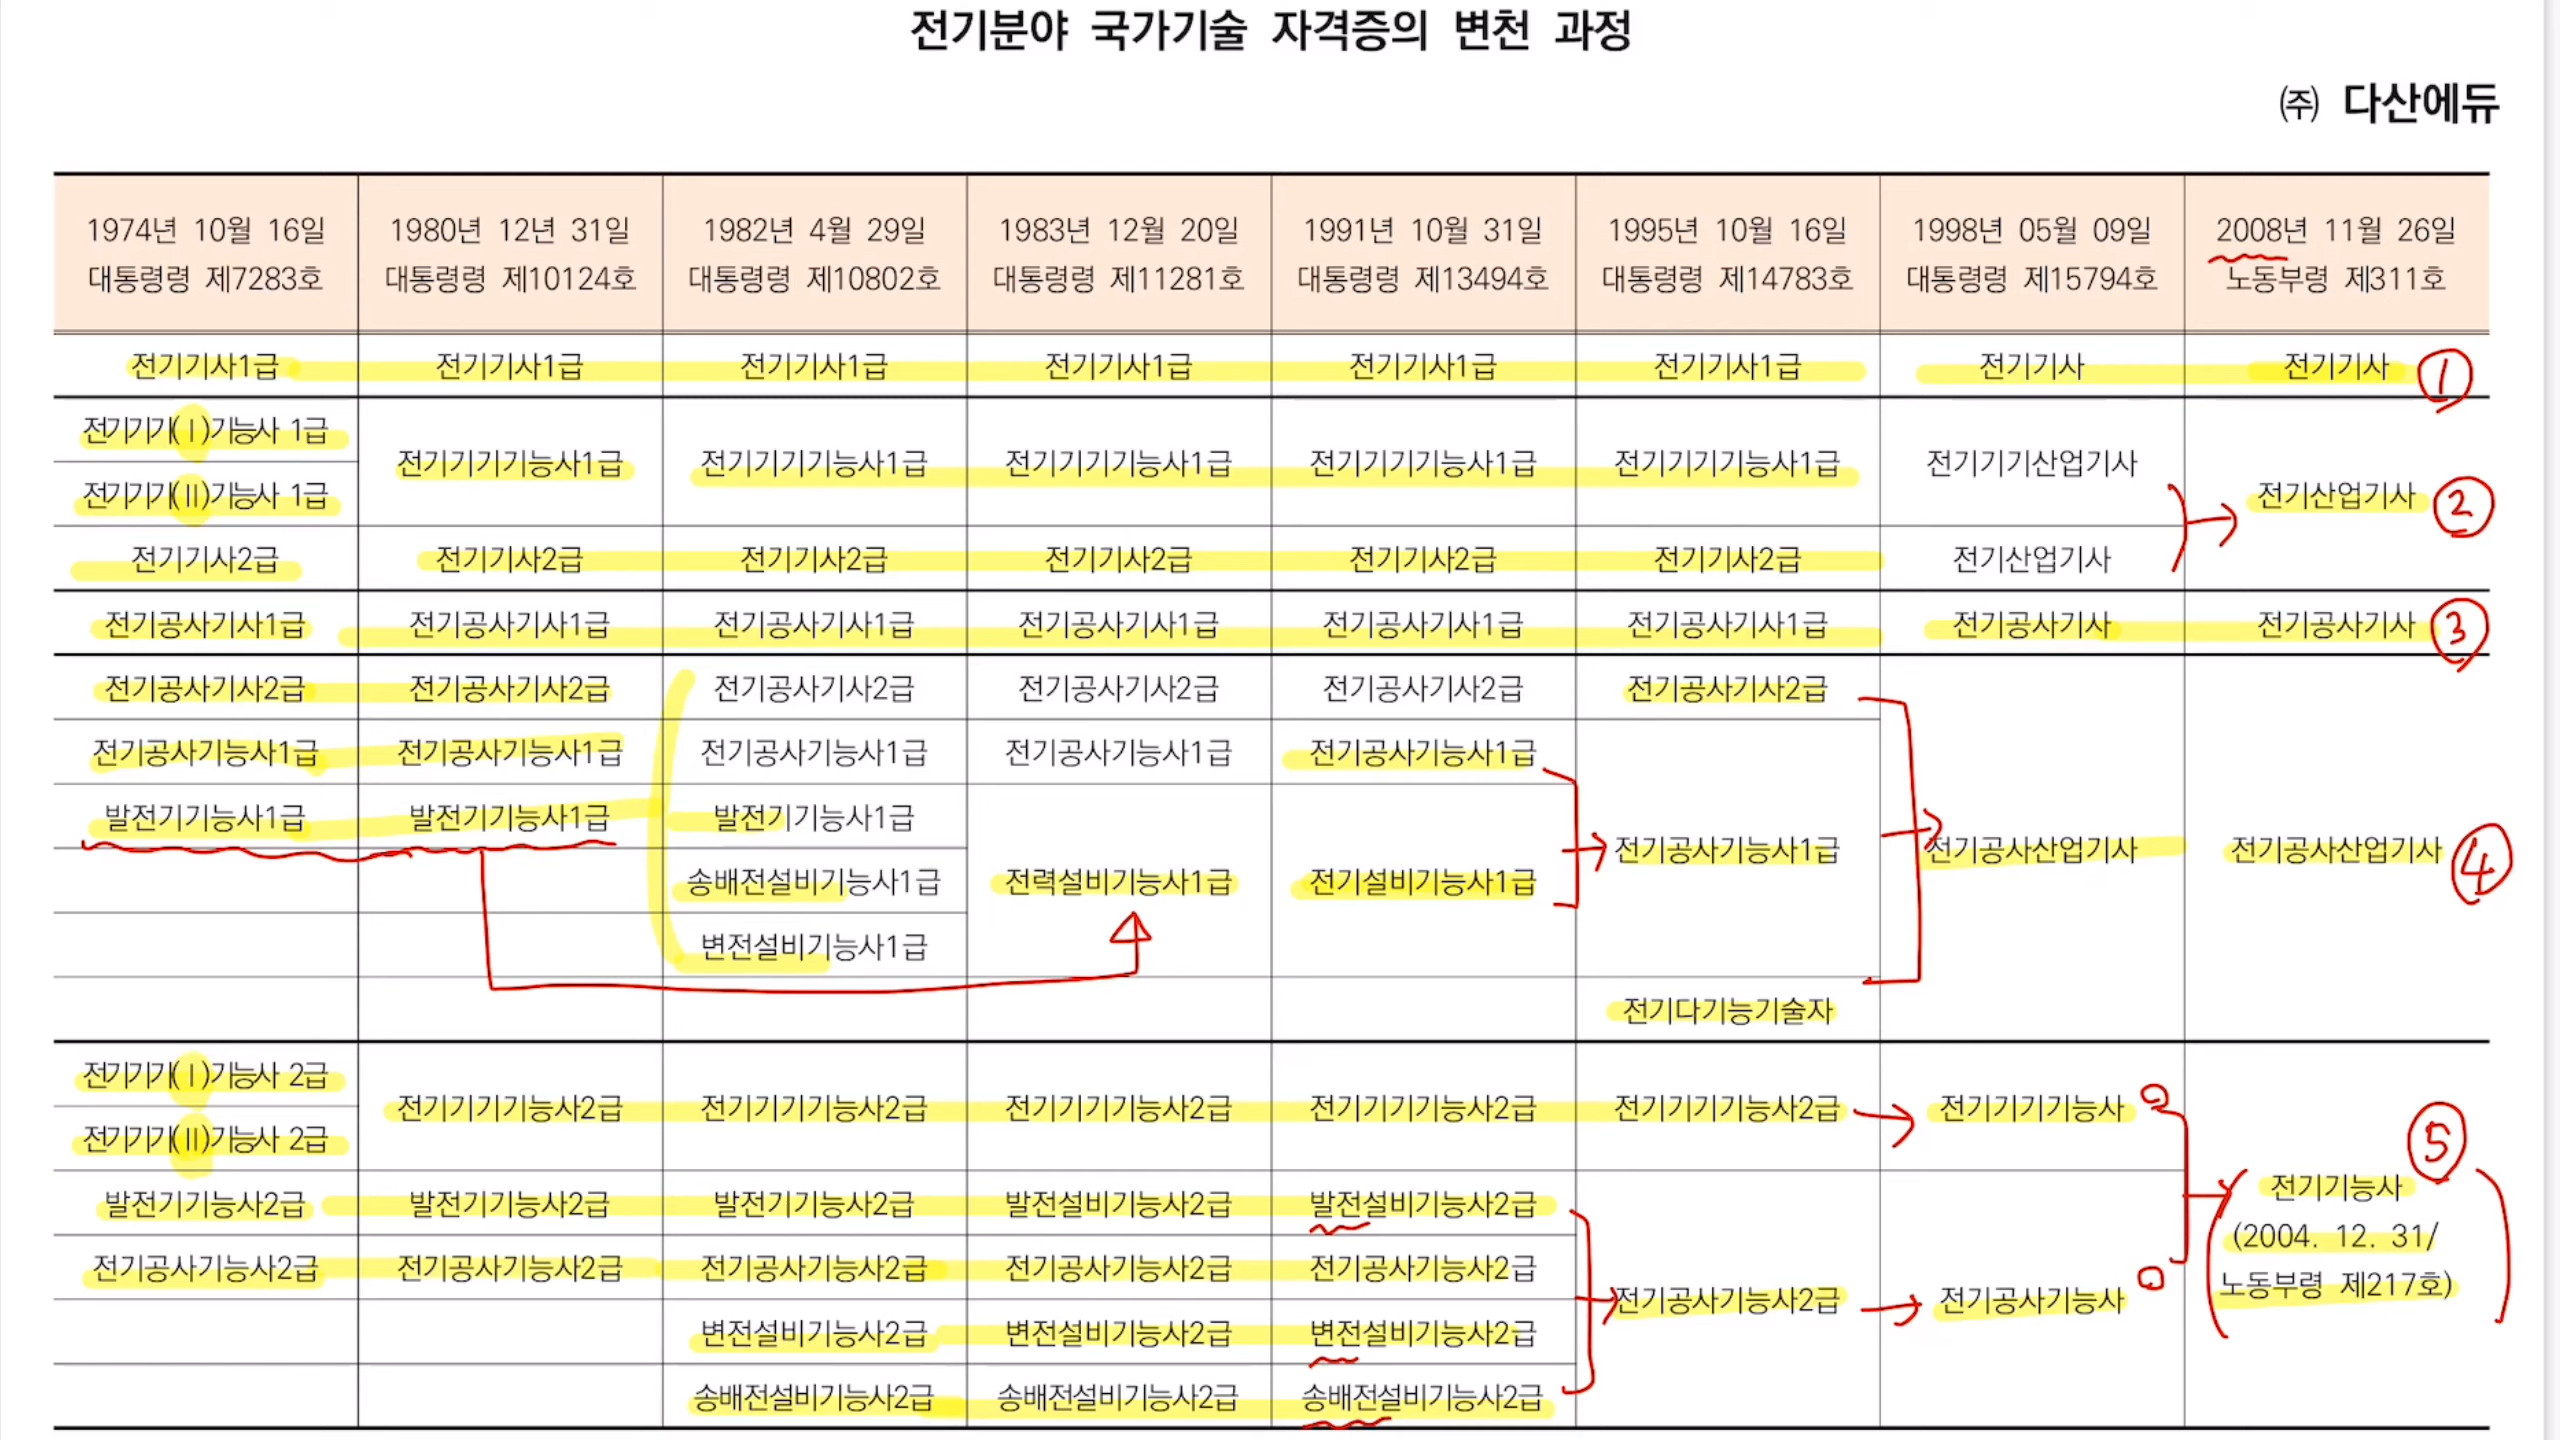 전기분야 국가기술 자격증의 변천 과정
㈜ 다산에듀
1974년 10월 16일 1980년 12년 31일 1982년 4월 29일 1983년 12월 20일 1991년 10월 31일 1995년 10월 16일 1998년 05월 09일 2008년 11월 26일
대통령령 제7283호 대통령령 제10124호 대통령령 제10802호 대통령령 제11281호 대통령령 제13494호 대통령령 제14783호 대통령령 제15794호 노동부령 제311호
전기기사1급 전기기사1급 전기기사1급 전기기사1급 전기기사1급 전기기사1급 전기기사 전기기사 ①
전기기기(Ⅰ)기능사 1급
전기기기기능사1급 전기기기기능사1급 전기기기기능사1급 전기기기기능사1급 전기기기기능사1급 전기기기산업기사
전기기기(Ⅱ)기능사 1급 전기산업기사 ②
전기기사2급 전기기사2급 전기기사2급 전기기사2급 전기기사2급 전기기사2급 전기산업기사
전기공사기사1급 전기공사기사1급 전기공사기사1급 전기공사기사1급 전기공사기사1급 전기공사기사1급 전기공사기사 전기공사기사 ③
전기공사기사2급 전기공사기사2급 전기공사기사2급 전기공사기사2급 전기공사기사2급 전기공사기사2급
전기공사기능사1급 전기공사기능사1급 전기공사기능사1급 전기공사기능사1급 전기공사기능사1급
발전기기능사1급 발전기기능사1급 발전기기능사1급
전기공사기능사1급 전기공사산업기사 전기공사산업기사 ④
송배전설비기능사1급 전력설비기능사1급 전기설비기능사1급
변전설비기능사1급
전기다기능기술자
전기기기(Ⅰ)기능사 2급
전기기기기능사2급 전기기기기능사2급 전기기기기능사2급 전기기기기능사2급 전기기기기능사2급 전기기기기능사
전기기기(Ⅱ)기능사 2급 ⑤
전기기능사
발전기기능사2급 발전기기능사2급 발전기기능사2급 발전설비기능사2급 발전설비기능사2급
(2004. 12. 31/
전기공사기능사2급 전기공사기능사2급 전기공사기능사2급 전기공사기능사2급 전기공사기능사2급
노동부령 제217호)
전기공사기능사2급 전기공사기능사
변전설비기능사2급 변전설비기능사2급 변전설비기능사2급
송배전설비기능사2급 송배전설비기능사2급 송배전설비기능사2급